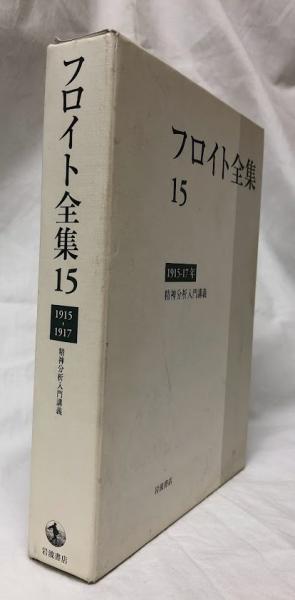 フロイト全集 15
1915
-
1917
精神分析入門講義
岩波書店
フロイト全集
15
1915-17年
精神分析入門講義
岩波書店